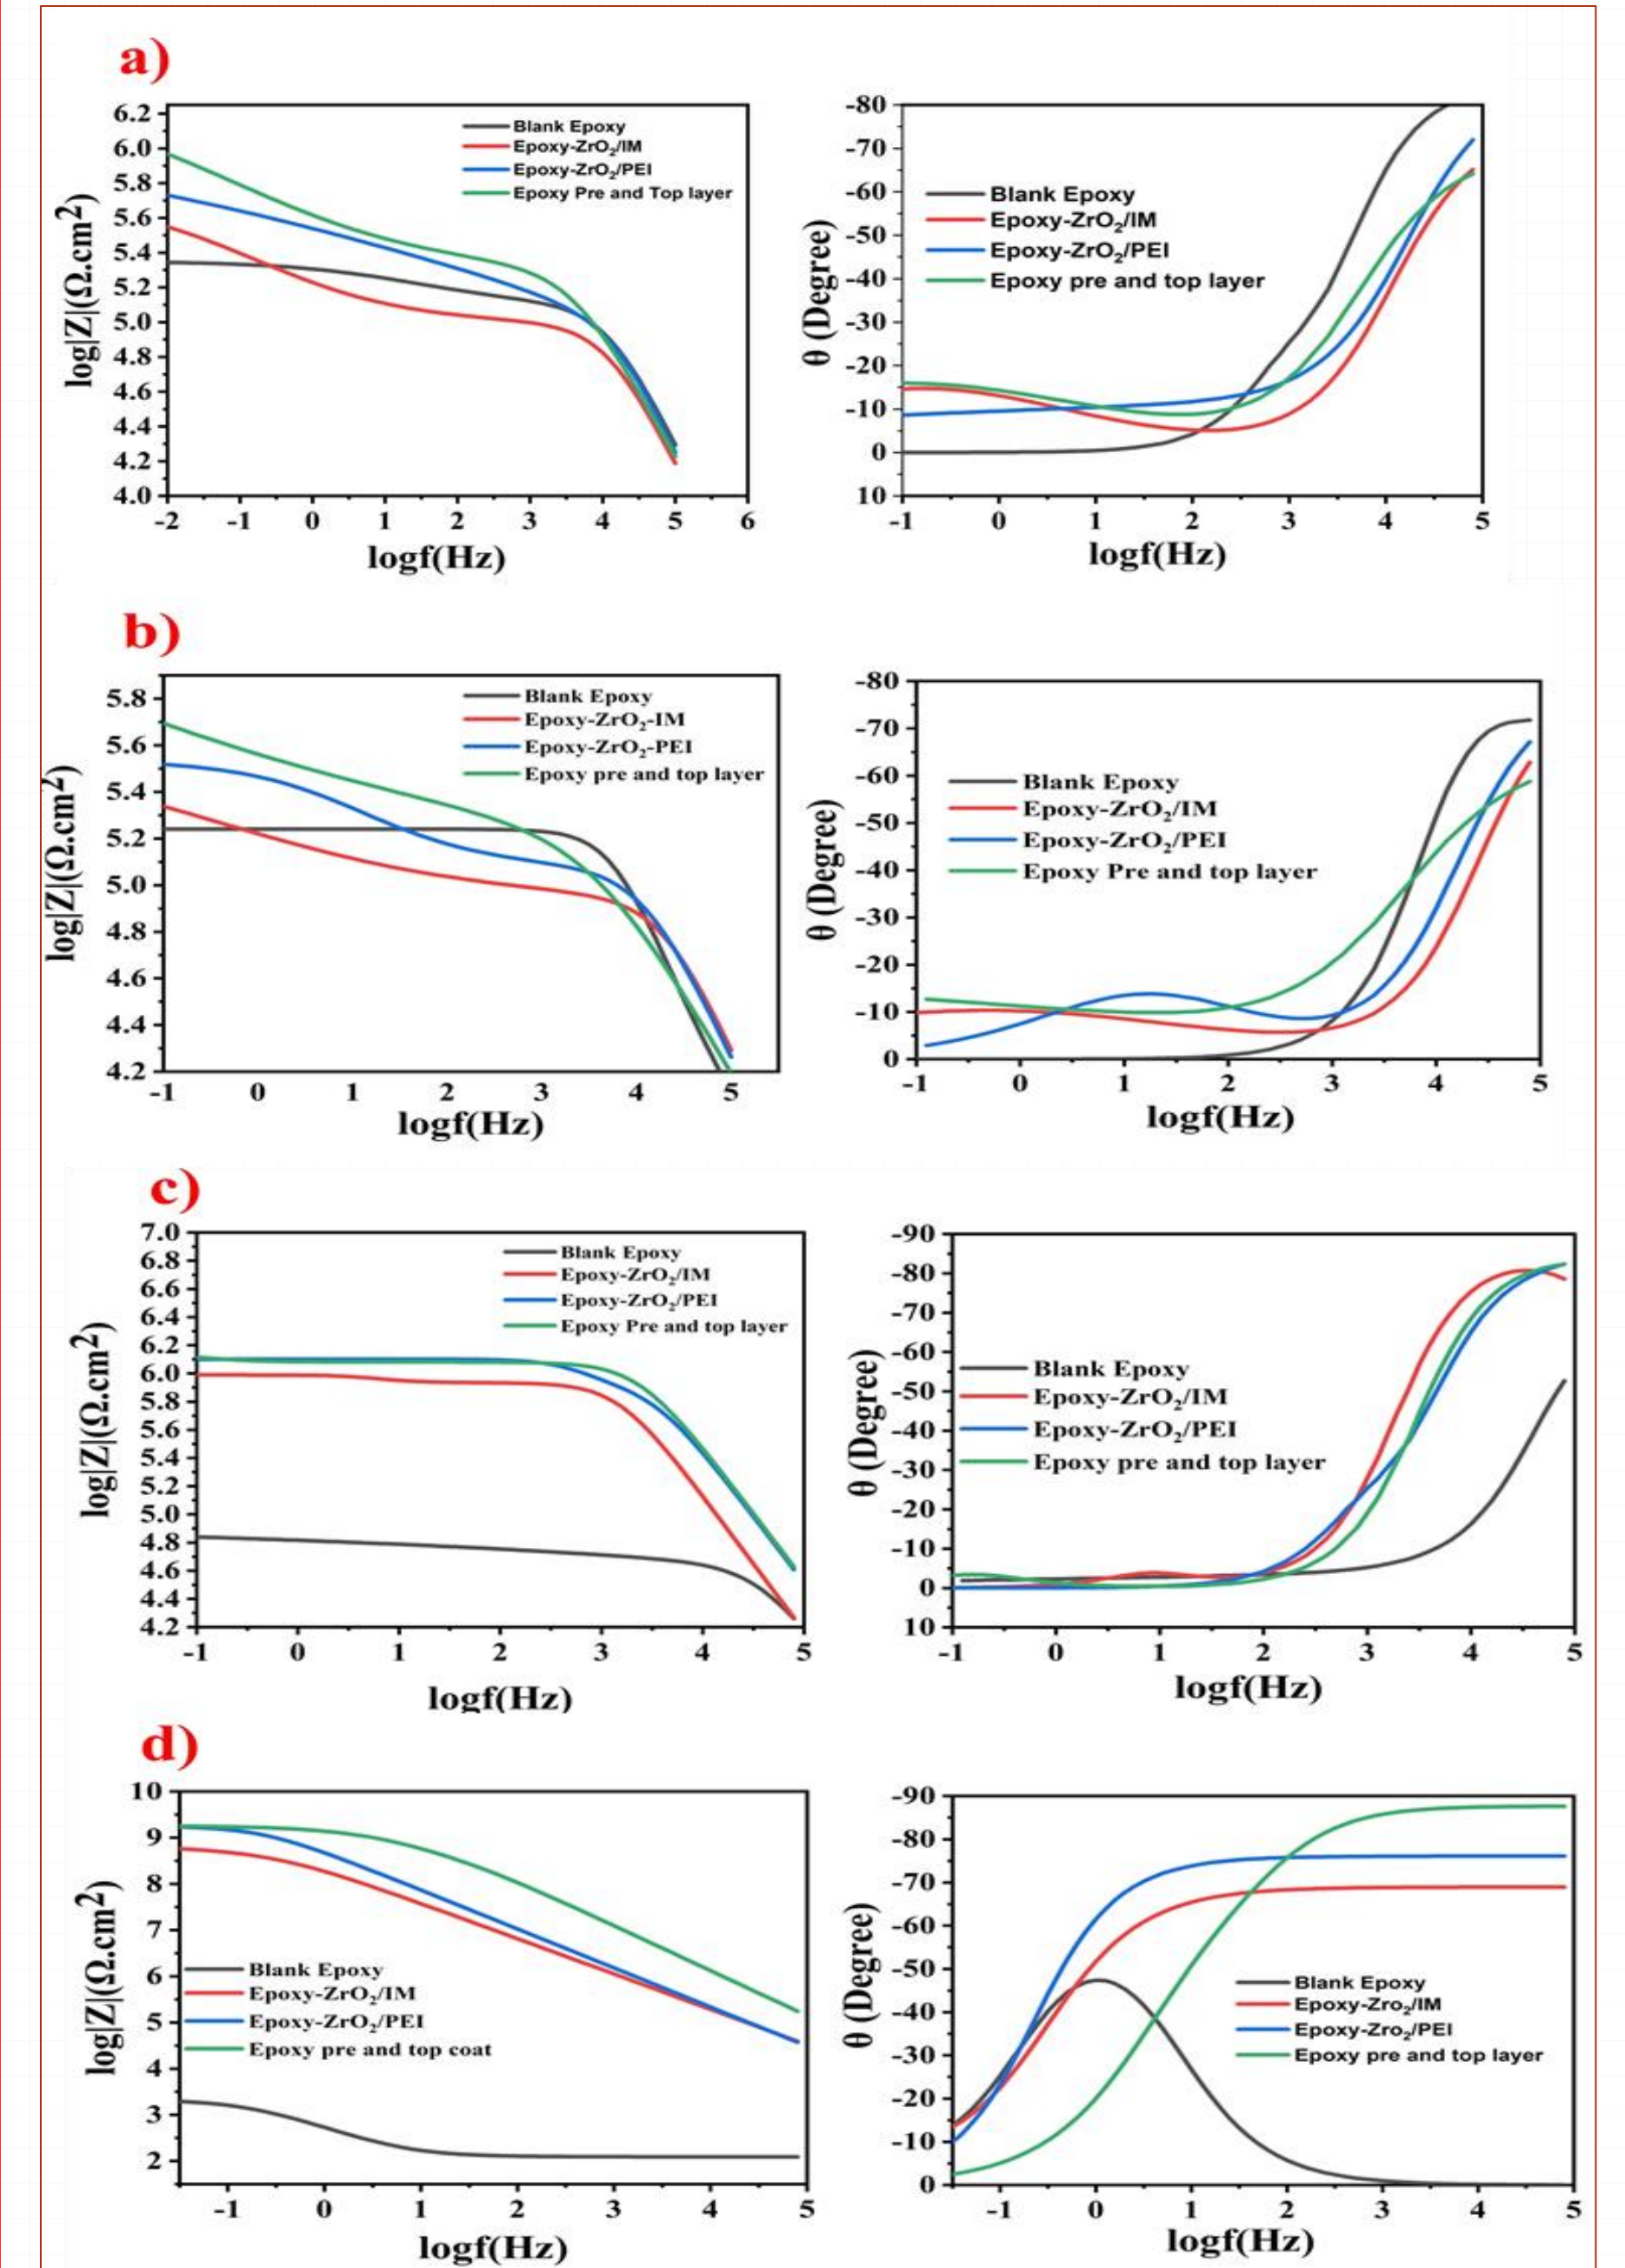 a)
log|Z|(Ω.cm²)
6.2
6.0
5.8
5.6
5.4
5.2
5.0
4.8
4.6
4.4
4.2
4.0
Blank Epoxy
Epoxy-ZrO₂/IM
Epoxy-ZrO₂/PEI
Epoxy Pre and Top layer
-2 -1 0 1 2 3 4 5 6
logf(Hz)
θ (Degree)
-80
-70
-60
-50
-40
-30
-20
-10
0
10
Blank Epoxy
Epoxy-ZrO₂/IM
Epoxy-ZrO₂/PEI
Epoxy pre and top layer
-1 0 1 2 3 4 5
logf(Hz)
b)
log|Z|(Ω.cm²)
5.8
5.6
5.4
5.2
5.0
4.8
4.6
4.4
4.2
Blank Epoxy
Epoxy-ZrO₂-IM
Epoxy-ZrO₂-PEI
Epoxy pre and top layer
-1 0 1 2 3 4 5
logf(Hz)
θ (Degree)
-80
-70
-60
-50
-40
-30
-20
-10
0
Blank Epoxy
Epoxy-ZrO₂/IM
Epoxy-ZrO₂/PEI
Epoxy Pre and top layer
-1 0 1 2 3 4 5
logf(Hz)
c)
log|Z|(Ω.cm²)
7.0
6.8
6.6
6.4
6.2
6.0
5.8
5.6
5.4
5.2
5.0
4.8
4.6
4.4
4.2
Blank Epoxy
Epoxy-ZrO₂/IM
Epoxy-ZrO₂/PEI
Epoxy Pre and top layer
-1 0 1 2 3 4 5
logf(Hz)
θ (Degree)
-90
-80
-70
-60
-50
-40
-30
-20
-10
0
10
Blank Epoxy
Epoxy-ZrO₂/IM
Epoxy-ZrO₂/PEI
Epoxy pre and top layer
-1 0 1 2 3 4 5
logf(Hz)
d)
log|Z|(Ω.cm²)
10
9
8
7
6
5
4
3
2
Blank Epoxy
Epoxy-ZrO₂/IM
Epoxy-ZrO₂/PEI
Epoxy pre and top coat
-1 0 1 2 3 4 5
logf(Hz)
θ (Degree)
-90
-80
-70
-60
-50
-40
-30
-20
-10
0
Blank Epoxy
Epoxy-Zro₂/IM
Epoxy-Zro₂/PEI
Epoxy pre and top layer
-1 0 1 2 3 4 5
logf(Hz)